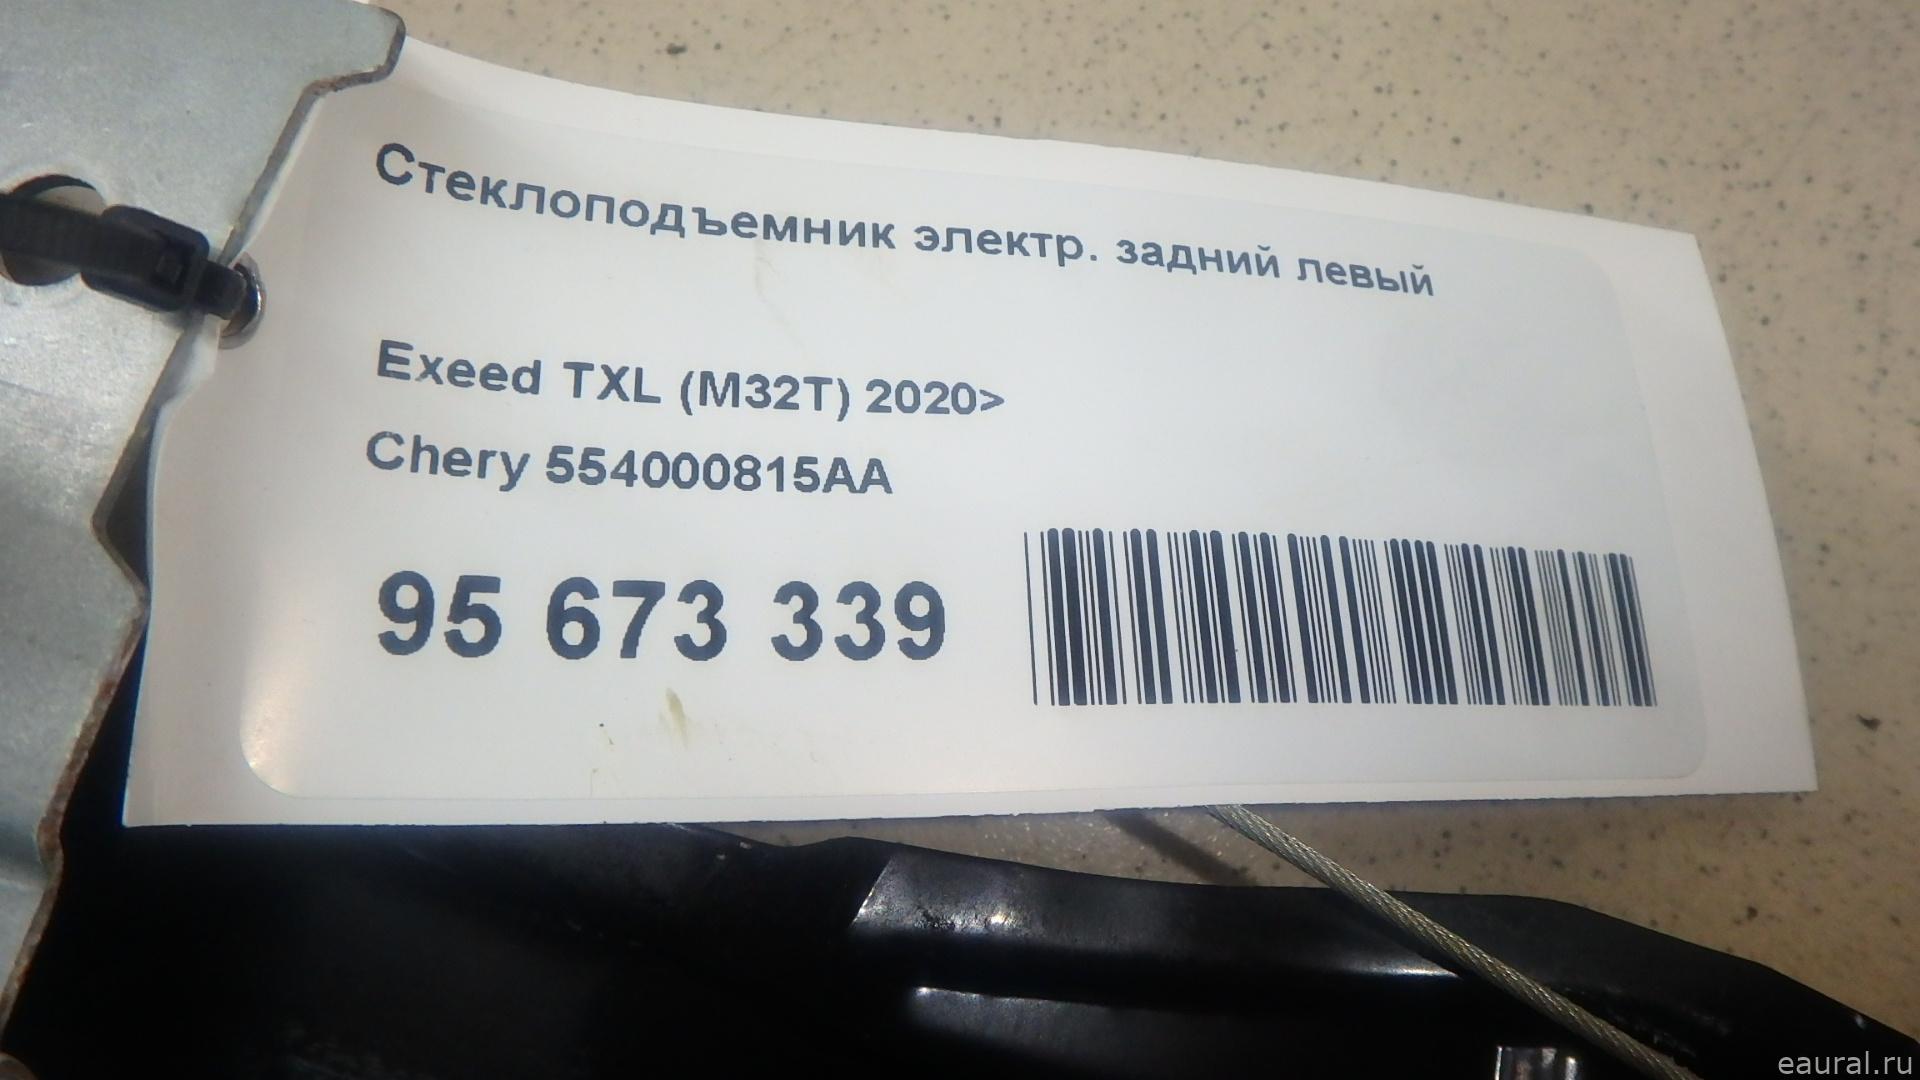 Стеклоподъемник электр. задний левый
Exeed TXL (M32T) 2020>
Chery 554000815AA
95 673 339
eaural.ru